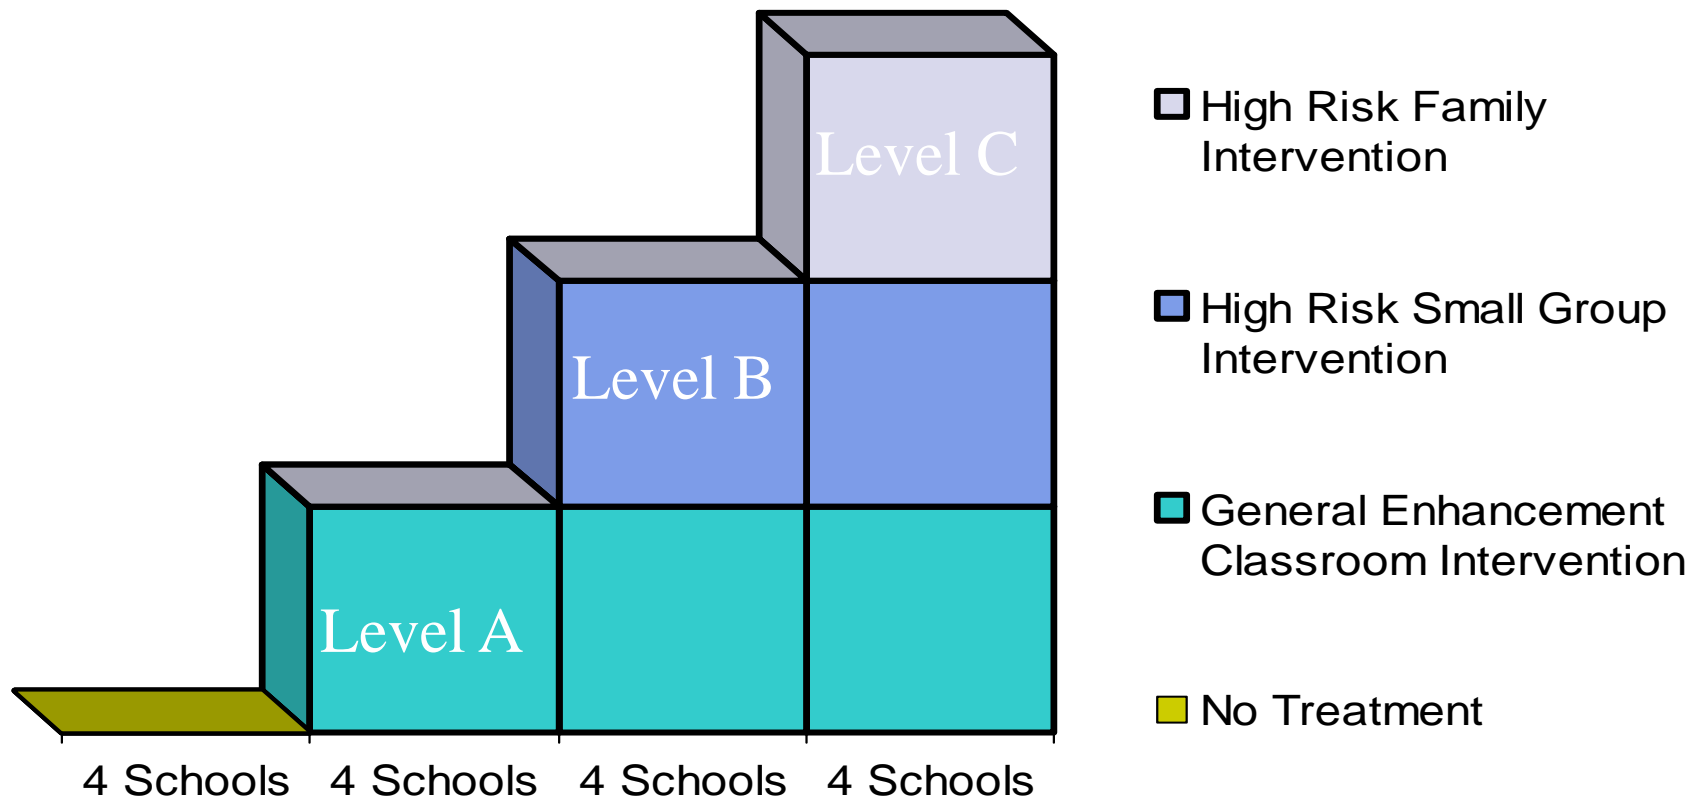 Level C
High Risk Family
Intervention
High Risk Small Group
Intervention
Level B
General Enhancement
Classroom Intervention
Level A
No Treatment
4 Schools 4 Schools 4 Schools 4 Schools